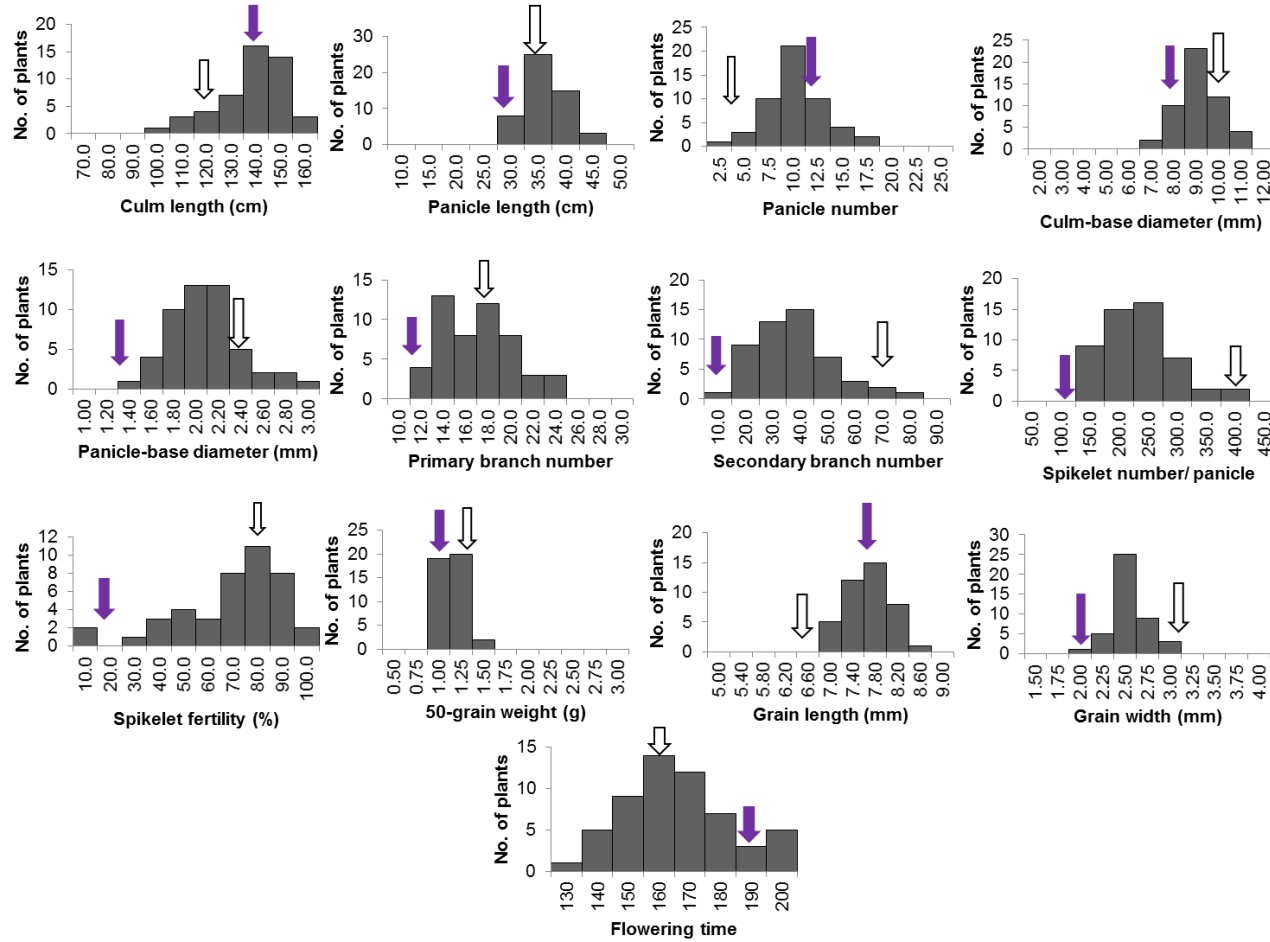 No. of plants
20
15
10
5
0
70.0 80.0 90.0 100.0 110.0 120.0 130.0 140.0 150.0 160.0
Culm length (cm)
No. of plants
30
25
20
10
0
10.0 15.0 20.0 25.0 30.0 35.0 40.0 45.0 50.0
Panicle length (cm)
No. of plants
25
20
15
10
5
0
2.5 5.0 7.5 10.0 12.5 15.0 17.5 20.0 22.5 25.0
Panicle number
No. of plants
25
20
15
10
5
0
2.00 3.00 4.00 5.00 6.00 7.00 8.00 9.00 10.00 11.00 12.00
Culm-base diameter (mm)
No. of plants
15
10
5
0
1.00 1.20 1.40 1.60 1.80 2.00 2.20 2.40 2.60 2.80 3.00
Panicle-base diameter (mm)
No. of plants
15
10
5
0
10.0 12.0 14.0 16.0 18.0 20.0 22.0 24.0 26.0 28.0 30.0
Primary branch number
No. of plants
20
15
10
5
0
10.0 20.0 30.0 40.0 50.0 60.0 70.0 80.0 90.0
Secondary branch number
No. of plants
20
15
10
5
0
50.0 100.0 150.0 200.0 250.0 300.0 350.0 400.0 450.0
Spikelet number/ panicle
No. of plants
12
10
8
6
4
2
0
10.0 20.0 30.0 40.0 50.0 60.0 70.0 80.0 90.0 100.0
Spikelet fertility (%)
No. of plants
25
20
15
10
5
0
0.50 0.75 1.00 1.25 1.50 1.75 2.00 2.25 2.50 2.75 3.00
50-grain weight (g)
No. of plants
20
15
10
5
0
5.00 5.40 5.80 6.20 6.60 7.00 7.40 7.80 8.20 8.60 9.00
Grain length (mm)
No. of plants
30
25
20
15
10
5
0
1.50 1.75 2.00 2.25 2.50 2.75 3.00 3.25 3.50 3.75 4.00
Grain width (mm)
No. of plants
15
10
5
0
130 140 150 160 170 180 190 200
Flowering time